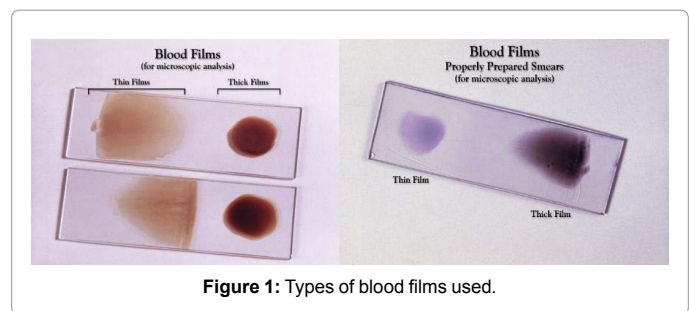 Blood Films
(for microscopic analysis)
Thin Films
Thick Films
Blood Films
Properly Prepared Smears
(for microscopic analysis)
Thin Film
Thick Film
Figure 1: Types of blood films used.